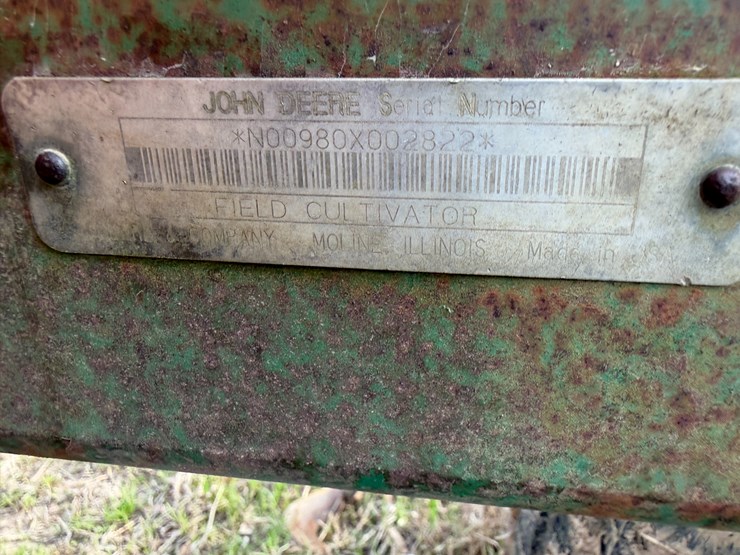 JOHN DEERE Serial Number
*N00980X002822*
FIELD CULTIVATOR
COMPANY MOLINE, ILLINOIS Made in